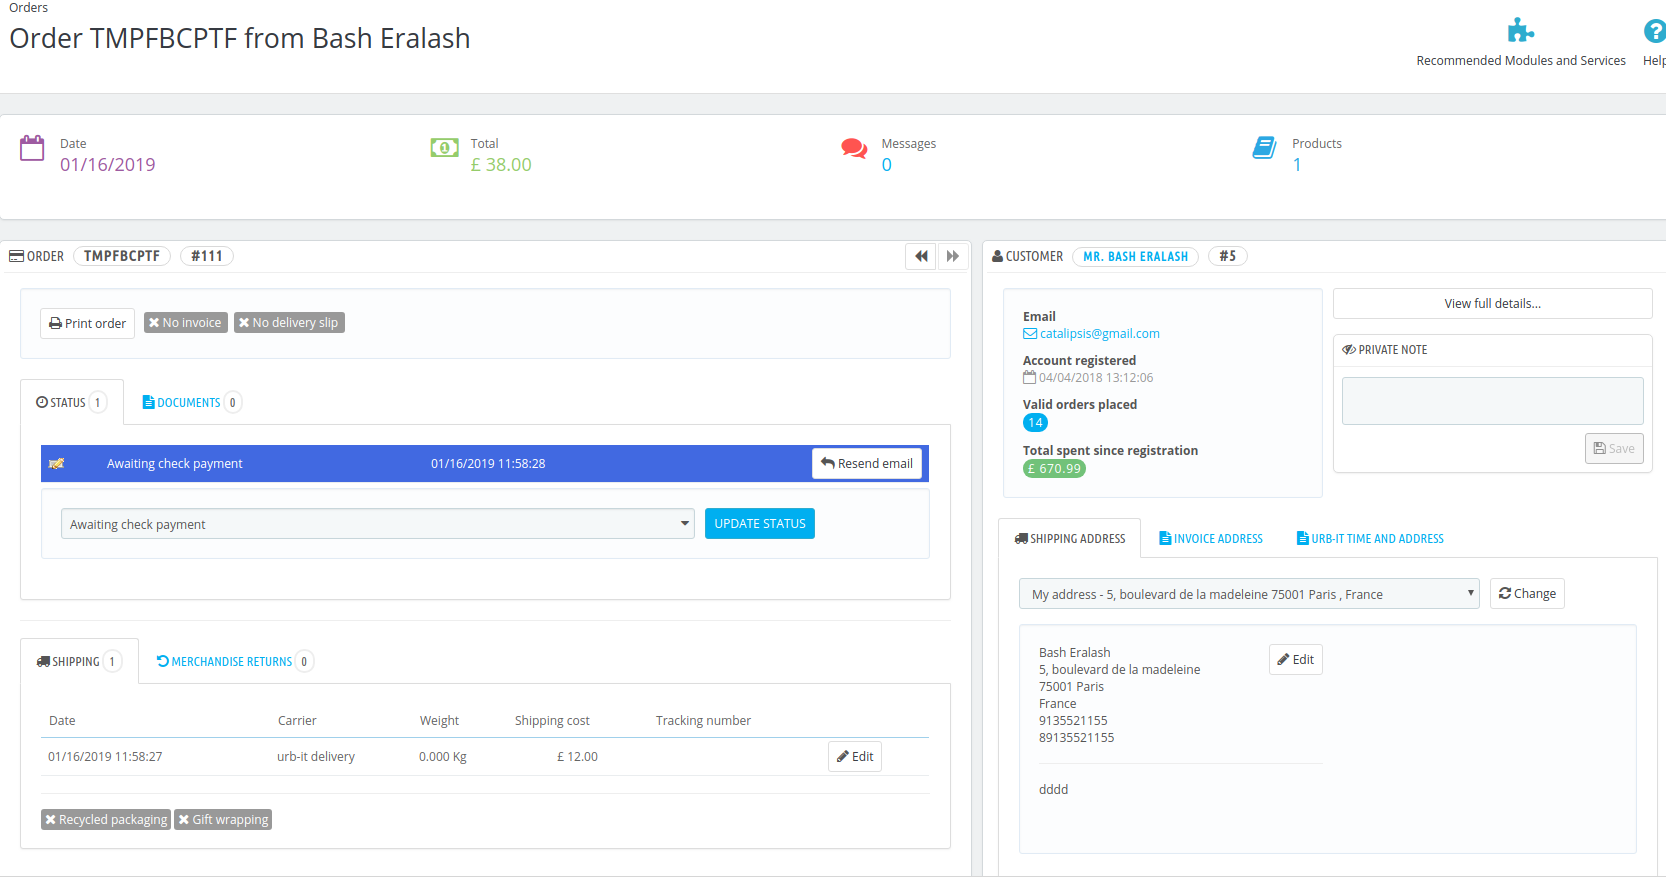 Orders
Order TMPFBCPTF from Bash Eralash
Recommended Modules and Services
Help
Date
01/16/2019
Total
£ 38.00
Messages
0
Products
1
ORDER TMPFBCPTF #111
Print order No invoice No delivery slip
STATUS 1 DOCUMENTS 0
Awaiting check payment 01/16/2019 11:58:28 Resend email
Awaiting check payment UPDATE STATUS
SHIPPING 1 MERCHANDISE RETURNS 0
Date Carrier Weight Shipping cost Tracking number
01/16/2019 11:58:27 urb-it delivery 0.000 Kg £ 12.00 Edit
Recycled packaging Gift wrapping
CUSTOMER MR. BASH ERALASH #5
Email
catalipsis@gmail.com
Account registered
04/04/2018 13:12:06
Valid orders placed
14
Total spent since registration
£ 670.99
View full details...
PRIVATE NOTE
Save
SHIPPING ADDRESS INVOICE ADDRESS URB-IT TIME AND ADDRESS
My address - 5, boulevard de la madeleine 75001 Paris , France Change
Bash Eralash Edit
5, boulevard de la madeleine
75001 Paris
France
9135521155
89135521155
dddd